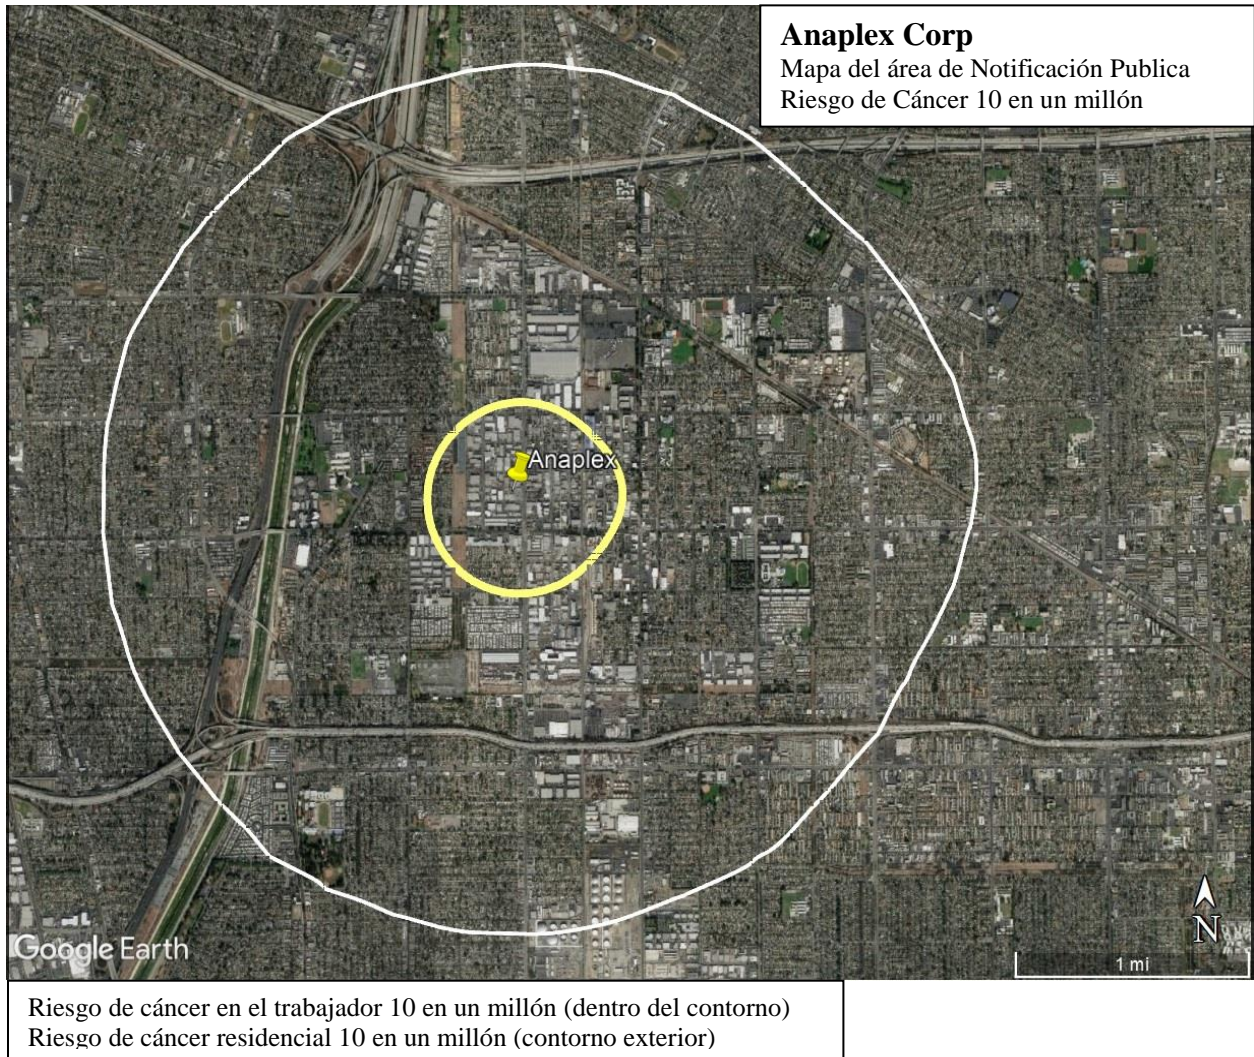 Anaplex Corp
Mapa del área de Notificación Publica
Riesgo de Cáncer 10 en un millón
Anaplex
Google Earth
N
1 mi
Riesgo de cáncer en el trabajador 10 en un millón (dentro del contorno)
Riesgo de cáncer residencial 10 en un millón (contorno exterior)